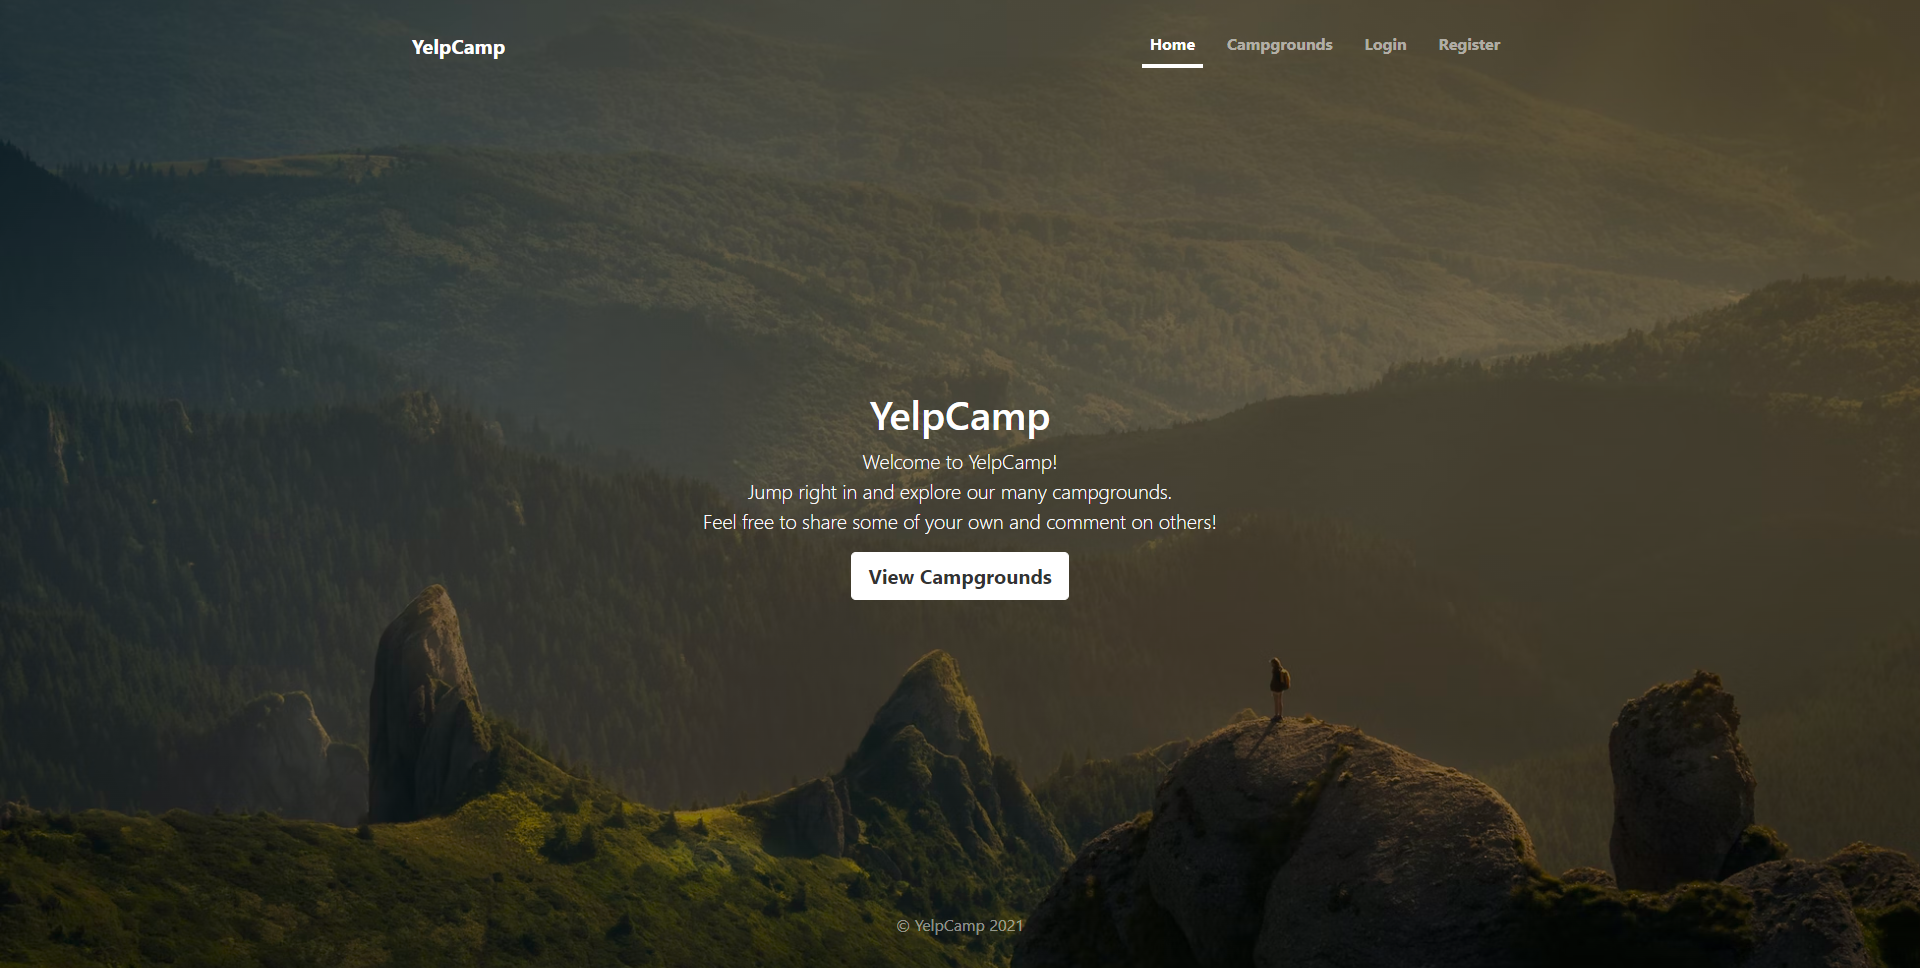 YelpCamp
Home Campgrounds Login Register
YelpCamp
Welcome to YelpCamp!
Jump right in and explore our many campgrounds.
Feel free to share some of your own and comment on others!
View Campgrounds
© YelpCamp 2021